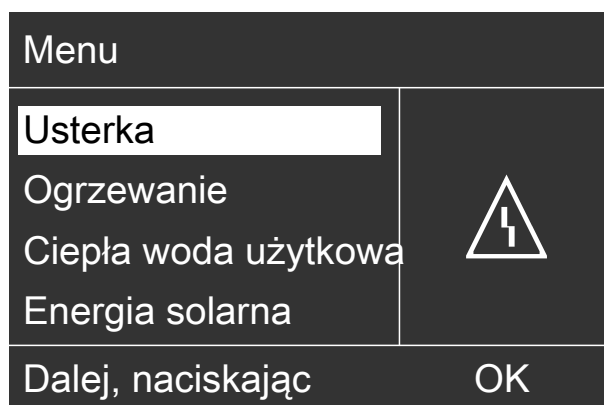 Menu
Usterka
Ogrzewanie
Ciepła woda użytkowa
Energia solarna
Dalej, naciskając OK